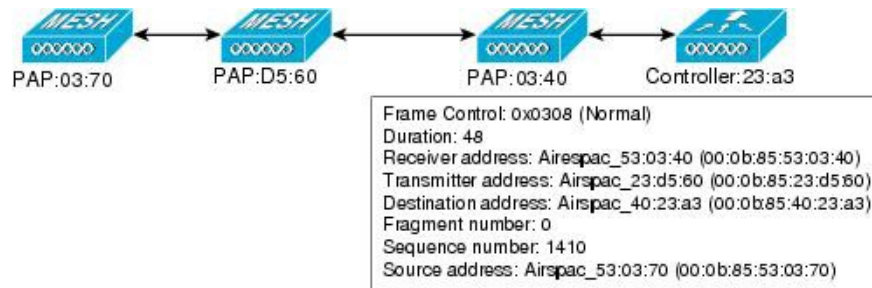 MESH MESH MESH
PAP:03:70 PAP:D5:60 PAP:03:40 Controller:23:a3
Frame Control: 0x0308 (Normal)
Duration: 48
Receiver address: Airespac_53:03:40 (00:0b:85:53:03:40)
Transmitter address: Airspac_23:d5:60 (00:0b:85:23:d5:60)
Destination address: Airspac_40:23:a3 (00:0b:85:40:23:a3)
Fragment number: 0
Sequence number: 1410
Source address: Airspac_53:03:70 (00:0b:85:53:03:70)